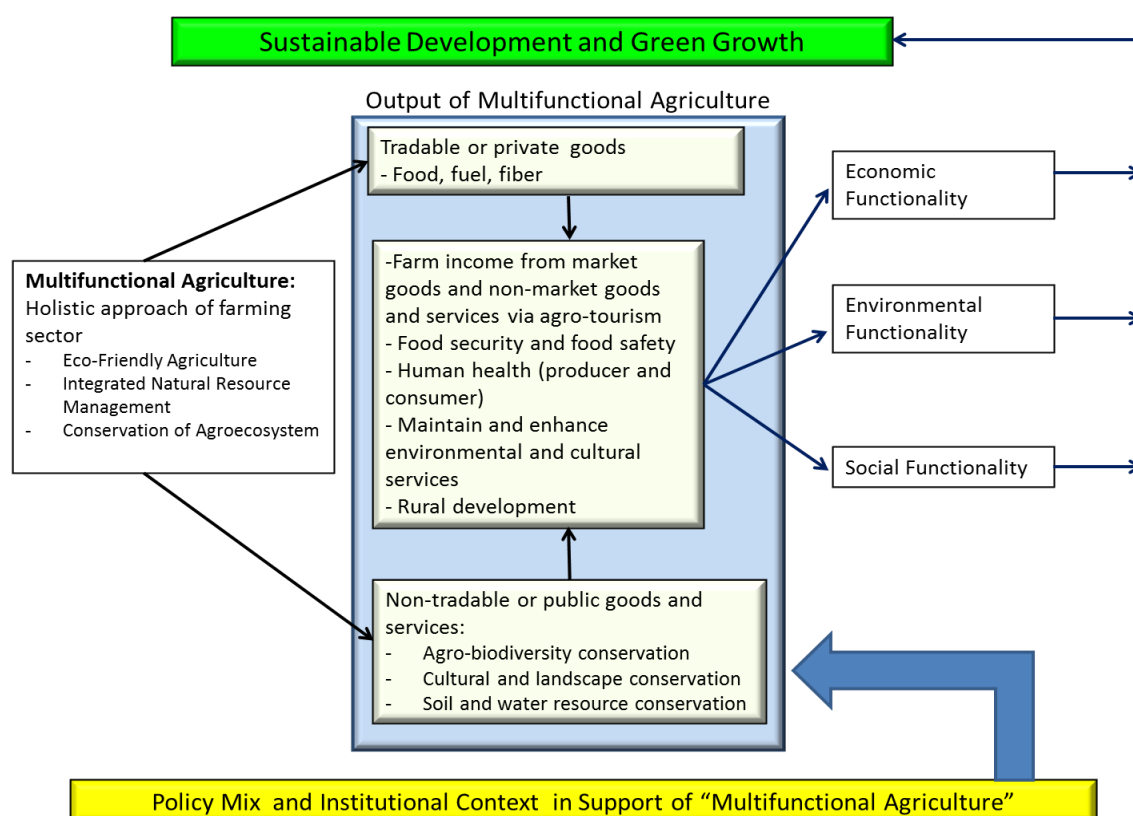 Sustainable Development and Green Growth
Output of Multifunctional Agriculture
Tradable or private goods
- Food, fuel, fiber
Multifunctional Agriculture:
Holistic approach of farming
sector
- Eco-Friendly Agriculture
- Integrated Natural Resource
Management
- Conservation of Agroecosystem
-Farm income from market
goods and non-market goods
and services via agro-tourism
- Food security and food safety
- Human health (producer and
consumer)
- Maintain and enhance
environmental and cultural
services
- Rural development
Non-tradable or public goods and
services:
- Agro-biodiversity conservation
- Cultural and landscape conservation
- Soil and water resource conservation
Economic
Functionality
Environmental
Functionality
Social Functionality
Policy Mix and Institutional Context in Support of “Multifunctional Agriculture”